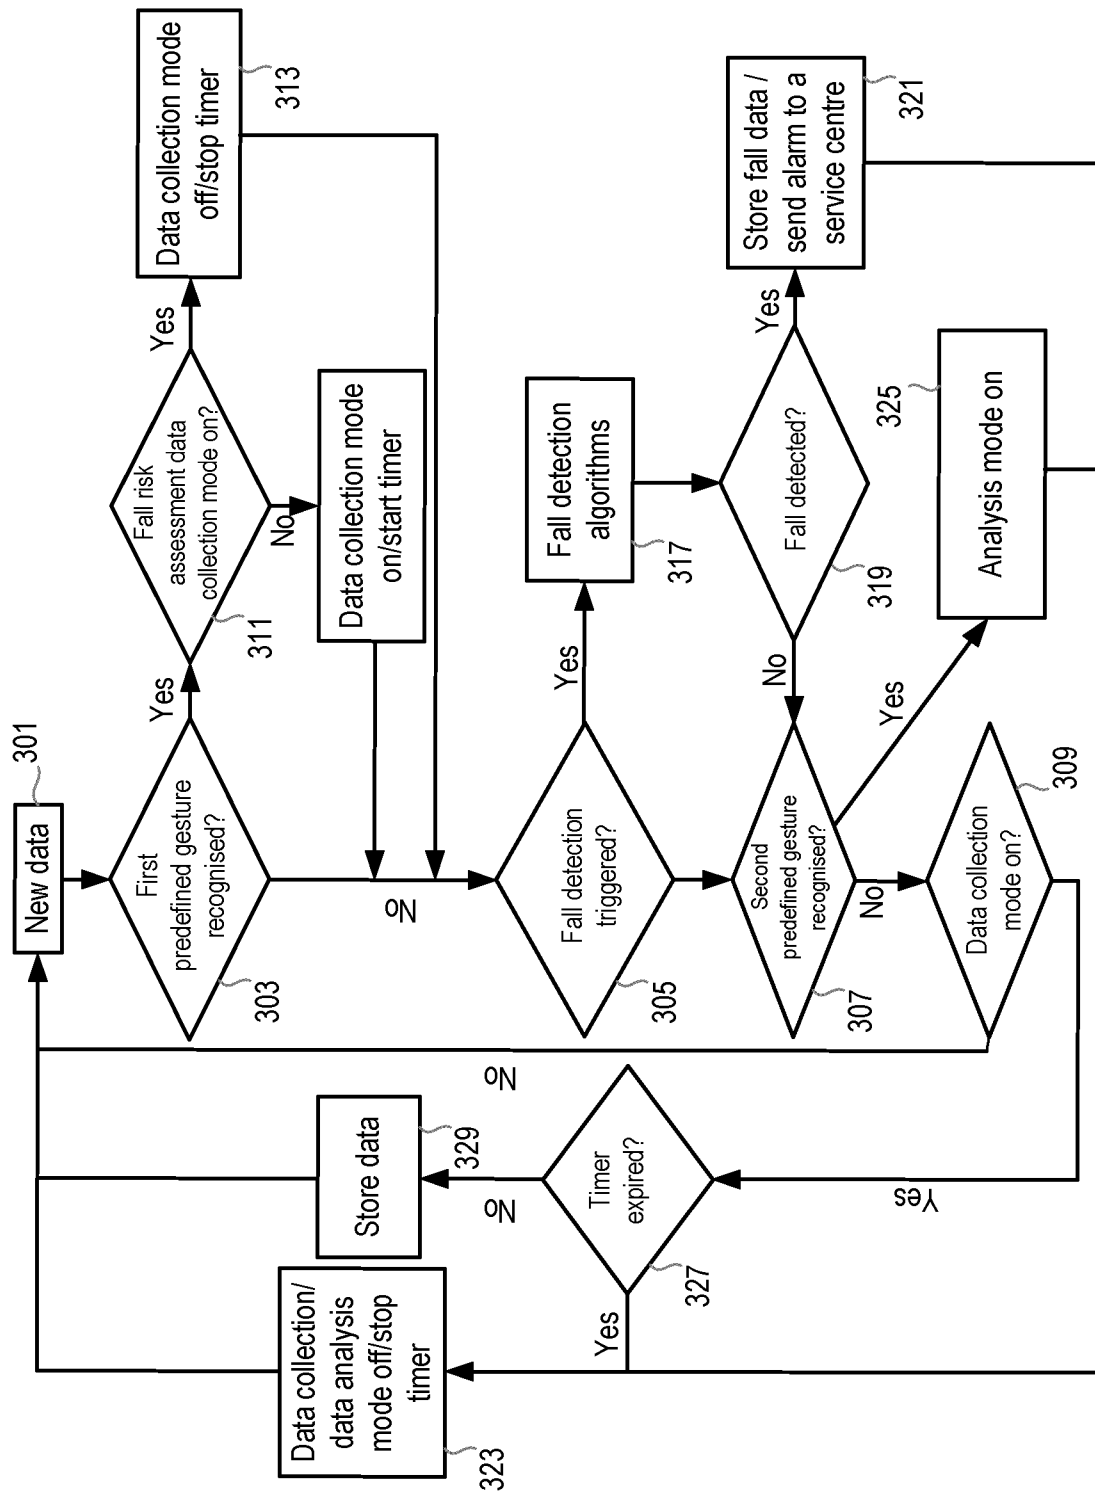 301
New data
First
predefined gesture
recognised?
303
Yes
No
Fall risk
assessment data
collection mode on?
311
Yes
No
Data collection mode
off/stop timer
313
Data collection mode
on/start timer
Fall detection
triggered?
305
Yes
Fall detection
algorithms
317
Fall detected?
319
Yes
No
Store fall data /
send alarm to a
service centre
321
Second
predefined gesture
recognised?
307
Yes
No
Analysis mode on
325
Data collection
mode on?
309
No
Yes
Timer
expired?
327
No
Yes
Store data
329
Data collection/
data analysis
mode off/stop
timer
323